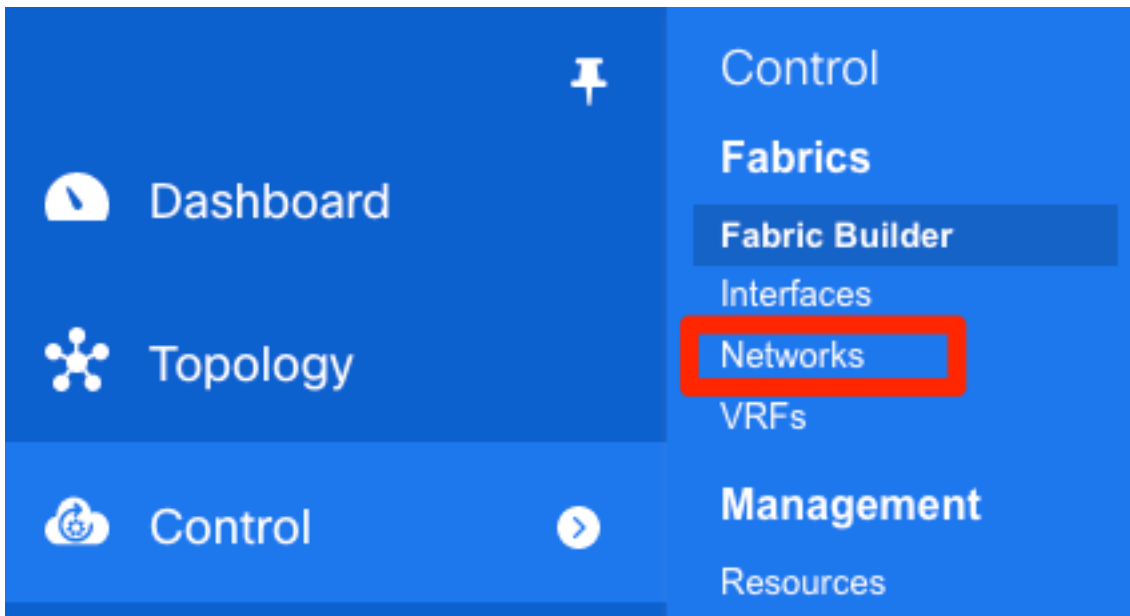 Dashboard
Topology
Control
Control
Fabrics
Fabric Builder
Interfaces
Networks
VRFs
Management
Resources